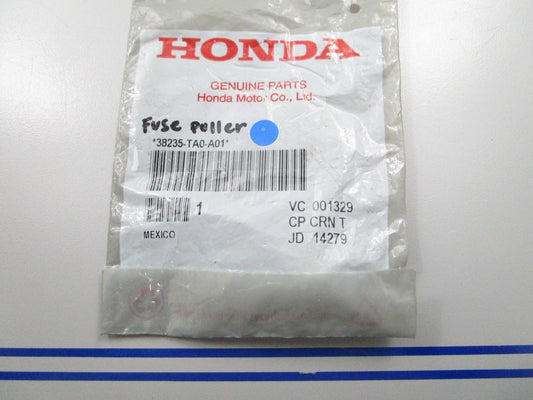 HONDA
GENUINE PARTS
Honda Motor Co., Ltd.
Fuse puller
*38235-TA0-A01*
1
VC 001329
CP CRN T
MEXICO
JD 14279